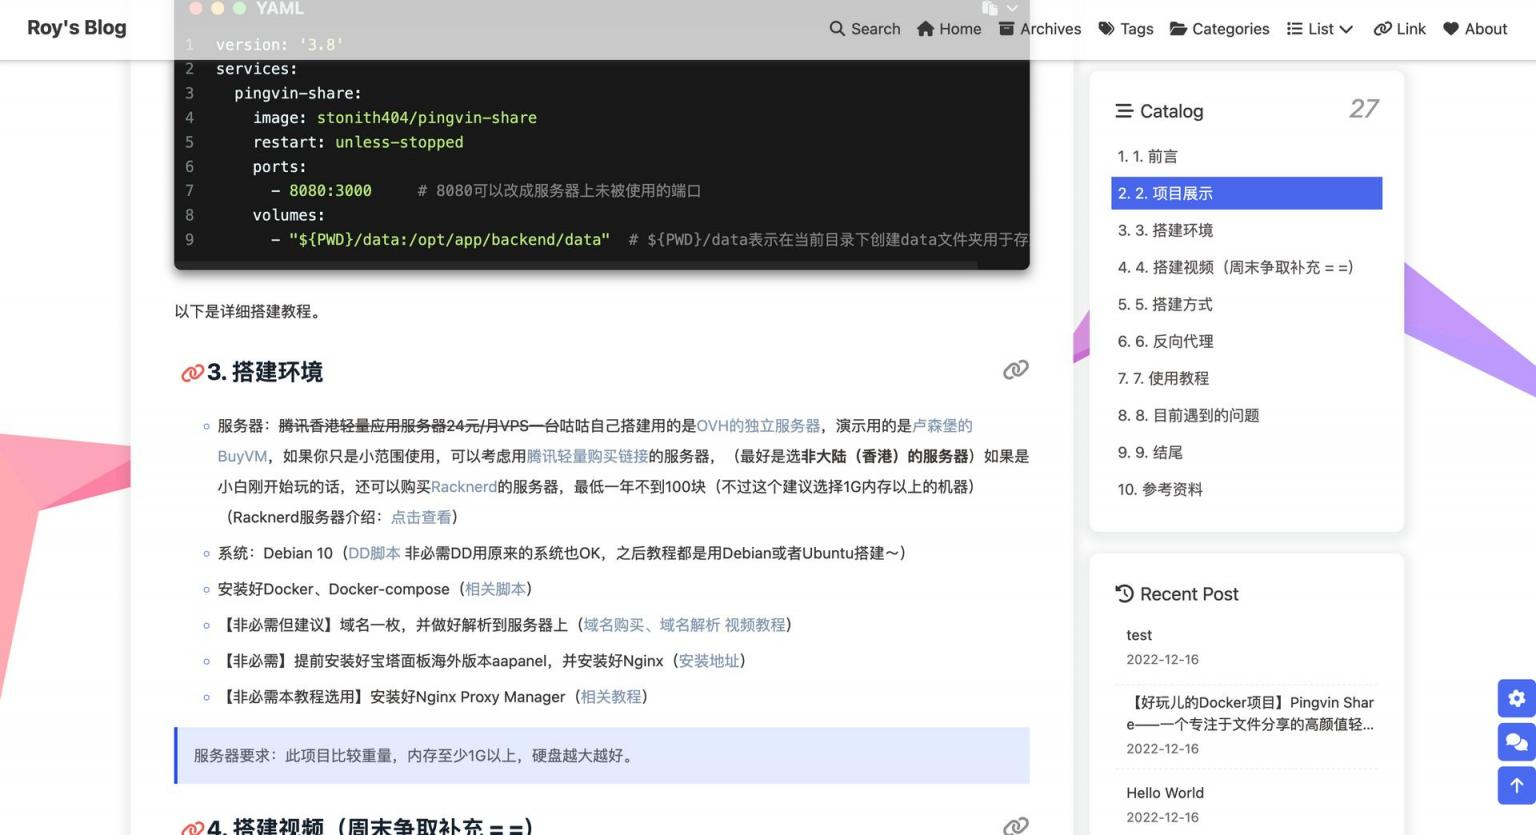 Roy's Blog
Search Home Archives Tags Categories List Link About
YAML
1 version: '3.8'
2 services:
3 pingvin-share:
4 image: stonith404/pingvin-share
5 restart: unless-stopped
6 ports:
7 - 8080:3000 # 8080可以改成服务器上未被使用的端口
8 volumes:
9 - "${PWD}/data:/opt/app/backend/data" # ${PWD}/data表示在当前目录下创建data文件夹用于存
以下是详细搭建教程。
3. 搭建环境
服务器：腾讯香港轻量应用服务器24元/月VPS一台咕咕自己搭建用的是OVH的独立服务器，演示用的是卢森堡的
BuyVM，如果你只是小范围使用，可以考虑用腾讯轻量购买链接的服务器，（最好是选非大陆（香港）的服务器）如果是
小白刚开始玩的话，还可以购买Racknerd的服务器，最低一年不到100块（不过这个建议选择1G内存以上的机器）
（Racknerd服务器介绍：点击查看）
系统：Debian 10（DD脚本 非必需DD用原来的系统也OK，之后教程都是用Debian或者Ubuntu搭建～）
安装好Docker、Docker-compose（相关脚本）
【非必需但建议】域名一枚，并做好解析到服务器上（域名购买、域名解析 视频教程）
【非必需】提前安装好宝塔面板海外版本aapanel，并安装好Nginx（安装地址）
【非必需本教程选用】安装好Nginx Proxy Manager（相关教程）
服务器要求：此项目比较重量，内存至少1G以上，硬盘越大越好。
4. 搭建视频（周末争取补充 = =）
Catalog 27
1. 1. 前言
2. 2. 项目展示
3. 3. 搭建环境
4. 4. 搭建视频（周末争取补充 = =）
5. 5. 搭建方式
6. 6. 反向代理
7. 7. 使用教程
8. 8. 目前遇到的问题
9. 9. 结尾
10. 参考资料
Recent Post
test
2022-12-16
【好玩儿的Docker项目】Pingvin Shar
e——一个专注于文件分享的高颜值轻...
2022-12-16
Hello World
2022-12-16